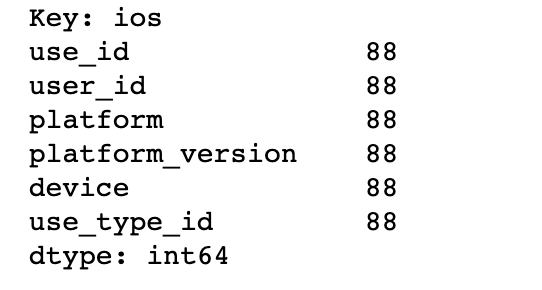 Key: ios
use_id 88
user_id 88
platform 88
platform_version 88
device 88
use_type_id 88
dtype: int64